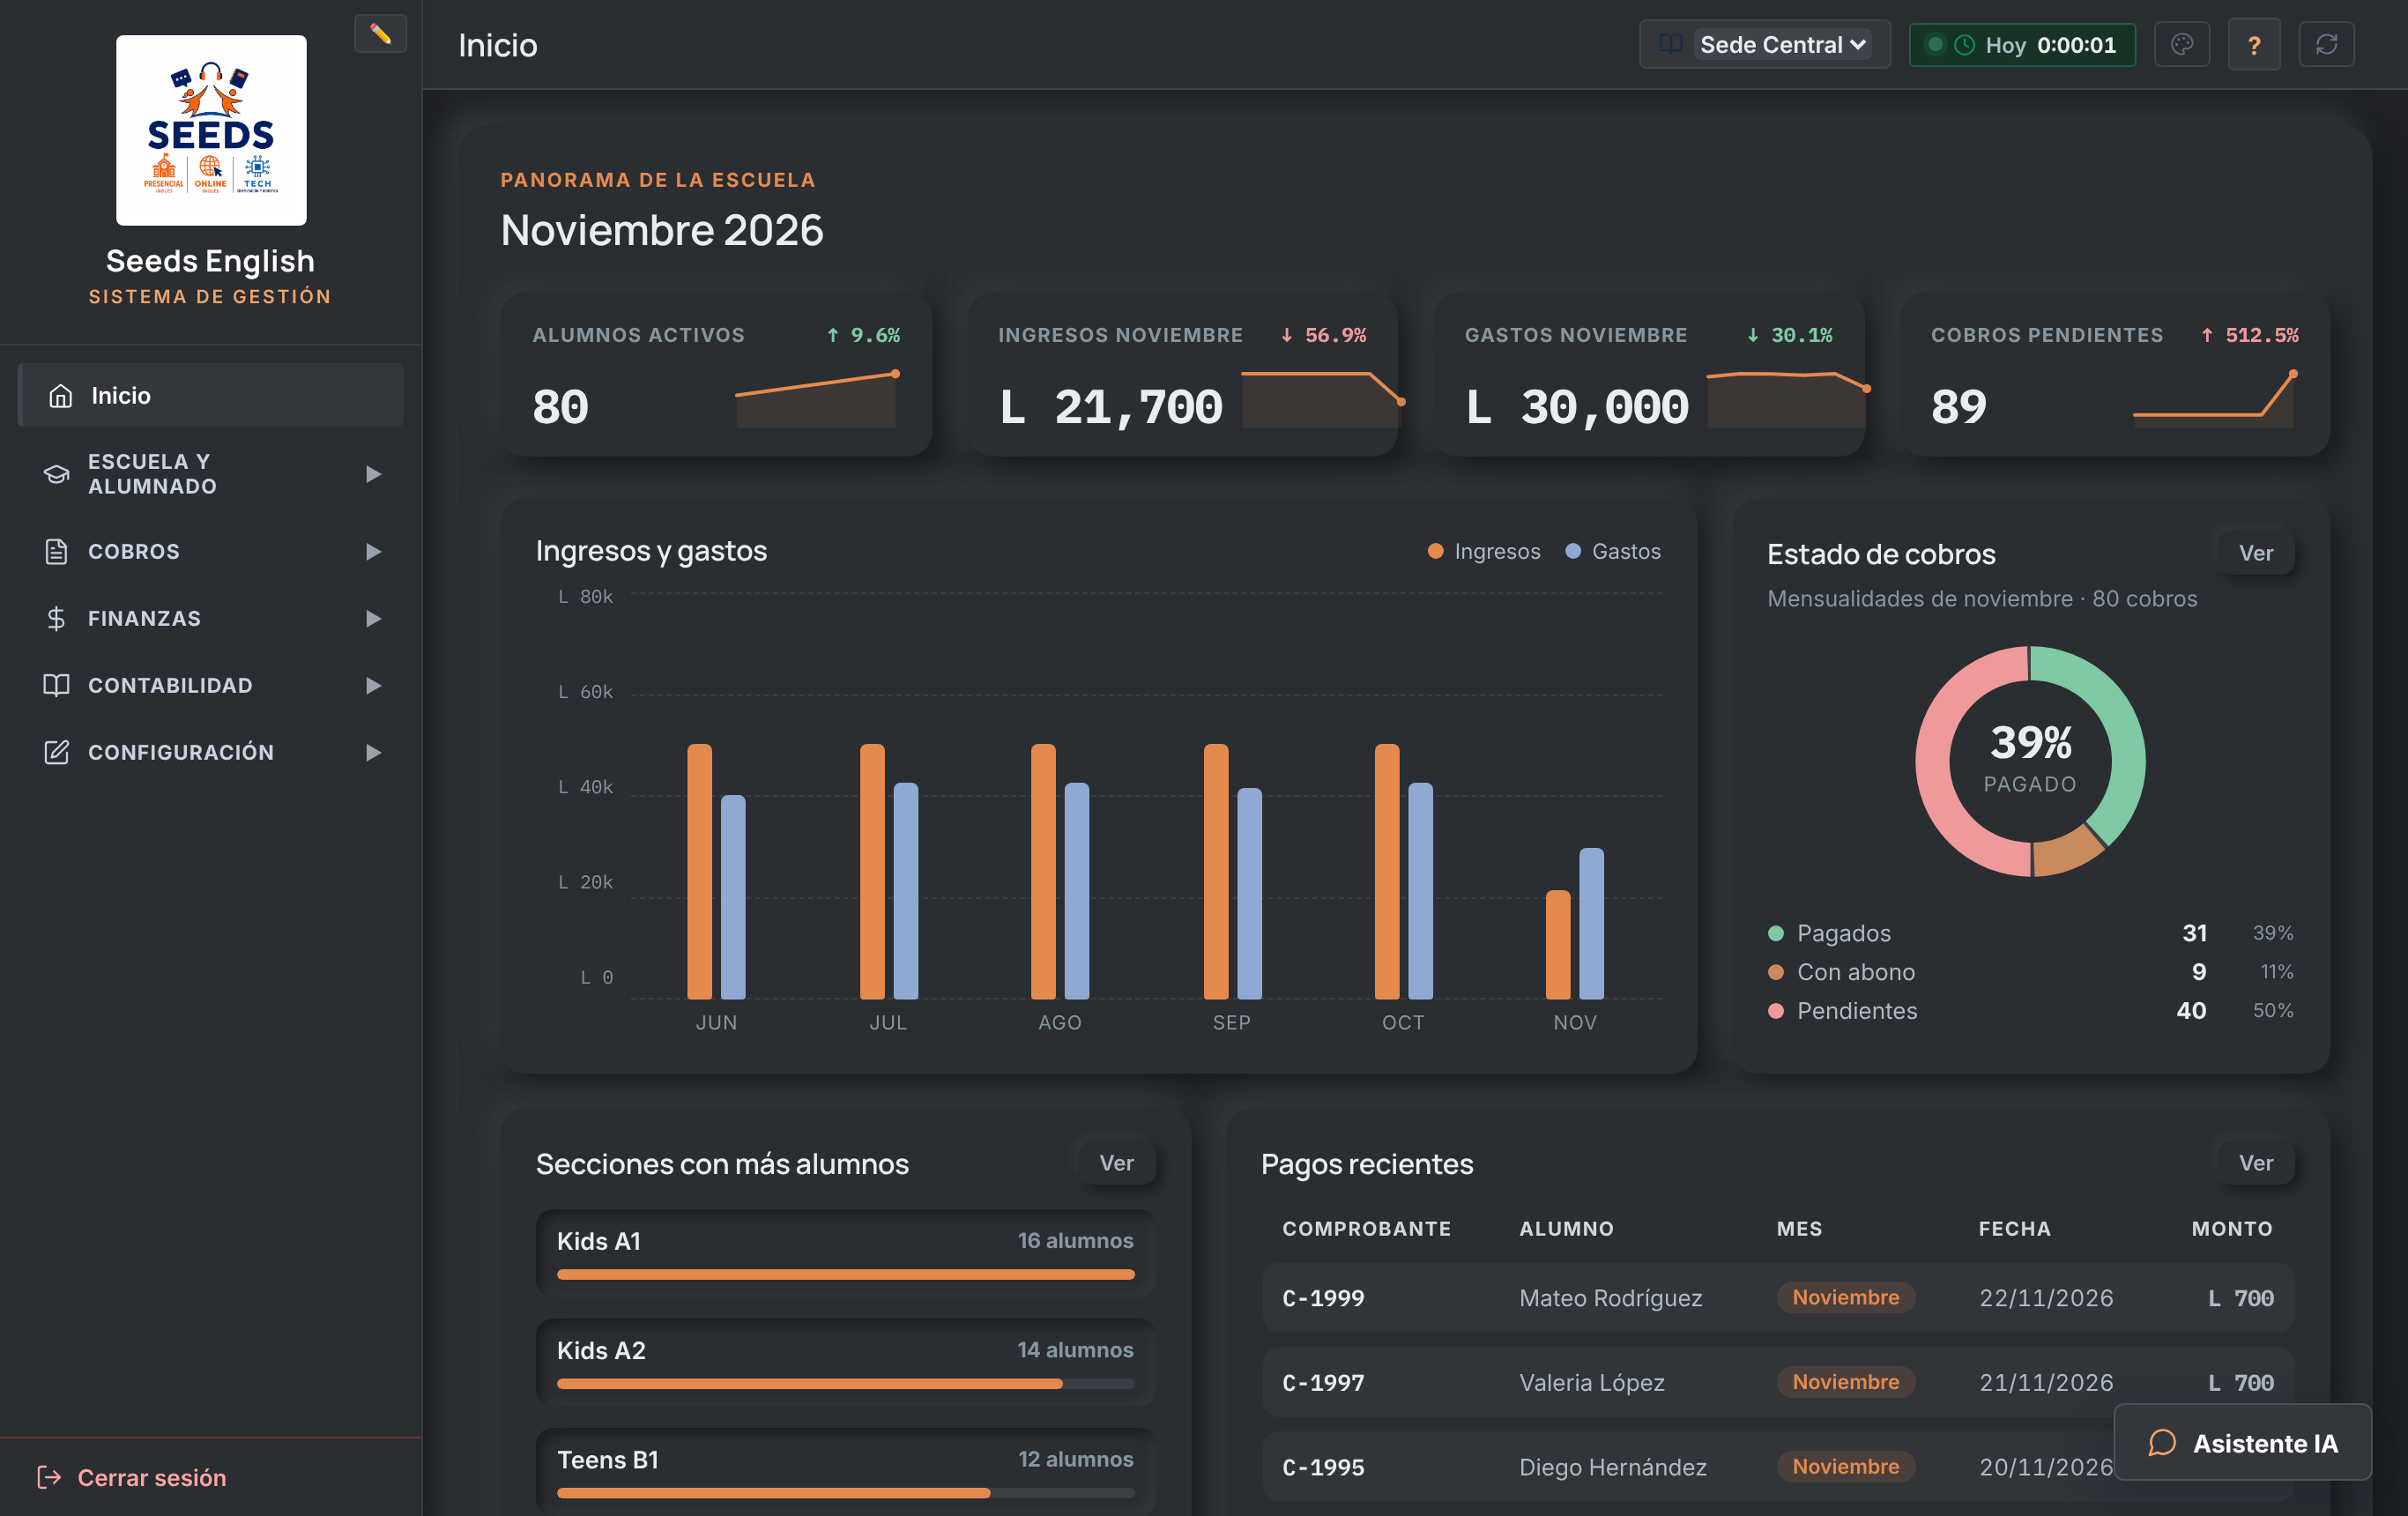 SEEDS
PRESENCIAL
INGLÉS
ONLINE
INGLÉS
TECH
Seeds English
SISTEMA DE GESTIÓN
Inicio
ESCUELA Y
ALUMNADO
COBROS
FINANZAS
CONTABILIDAD
CONFIGURACIÓN
Cerrar sesión
Inicio
Sede Central
Hoy 0:00:01
?
PANORAMA DE LA ESCUELA
Noviembre 2026
ALUMNOS ACTIVOS ↑ 9.6%
80
INGRESOS NOVIEMBRE ↓ 56.9%
L 21,700
GASTOS NOVIEMBRE ↓ 30.1%
L 30,000
COBROS PENDIENTES ↑ 512.5%
89
Ingresos y gastos
Ingresos Gastos
L 80k
L 60k
L 40k
L 20k
L 0
JUN JUL AGO SEP OCT NOV
Estado de cobros
Ver
Mensualidades de noviembre · 80 cobros
39%
PAGADO
Pagados 31 39%
Con abono 9 11%
Pendientes 40 50%
Secciones con más alumnos
Ver
Kids A1 16 alumnos
Kids A2 14 alumnos
Teens B1 12 alumnos
Pagos recientes
Ver
COMPROBANTE ALUMNO MES FECHA MONTO
C-1999 Mateo Rodríguez Noviembre 22/11/2026 L 700
C-1997 Valeria López Noviembre 21/11/2026 L 700
C-1995 Diego Hernández Noviembre 20/11/2026
Asistente IA